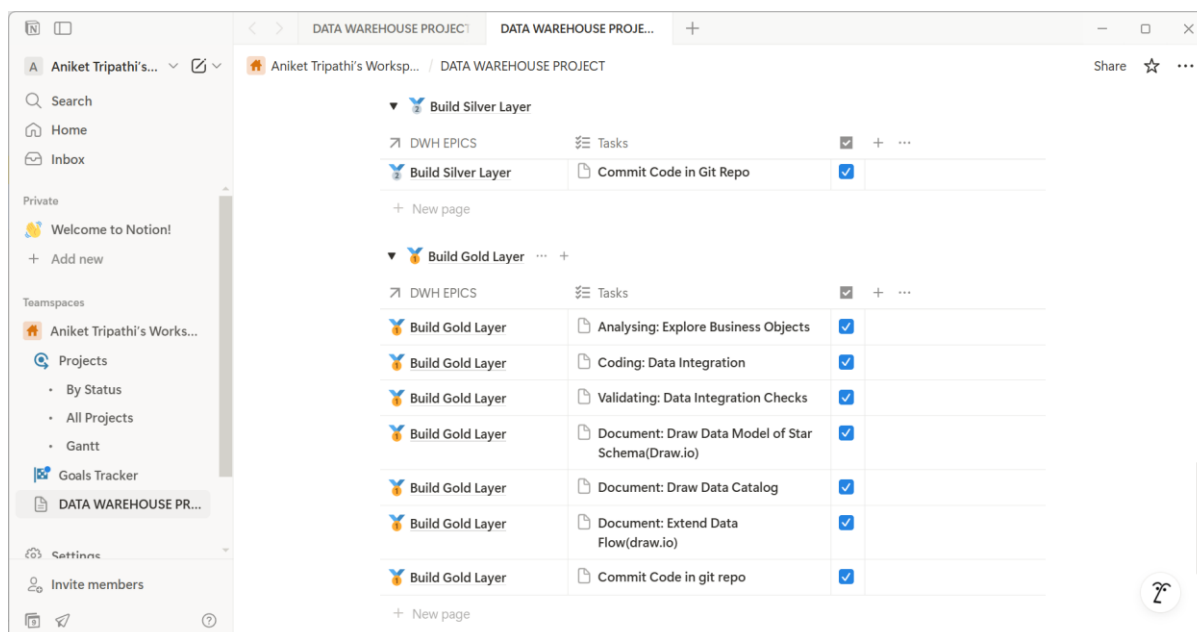 DATA WAREHOUSE PROJECT
DATA WAREHOUSE PROJE...
A Aniket Tripathi's...
Aniket Tripathi's Worksp... / DATA WAREHOUSE PROJECT
Share
Search
Home
Inbox
Private
Welcome to Notion!
+ Add new
Teamspaces
Aniket Tripathi's Works...
Projects
• By Status
• All Projects
• Gantt
Goals Tracker
DATA WAREHOUSE PR...
Settings
Invite members
Build Silver Layer
DWH EPICS Tasks
Build Silver Layer Commit Code in Git Repo
+ New page
Build Gold Layer
DWH EPICS Tasks
Build Gold Layer Analysing: Explore Business Objects
Build Gold Layer Coding: Data Integration
Build Gold Layer Validating: Data Integration Checks
Build Gold Layer Document: Draw Data Model of Star
Schema(Draw.io)
Build Gold Layer Document: Draw Data Catalog
Build Gold Layer Document: Extend Data
Flow(draw.io)
Build Gold Layer Commit Code in git repo
+ New page